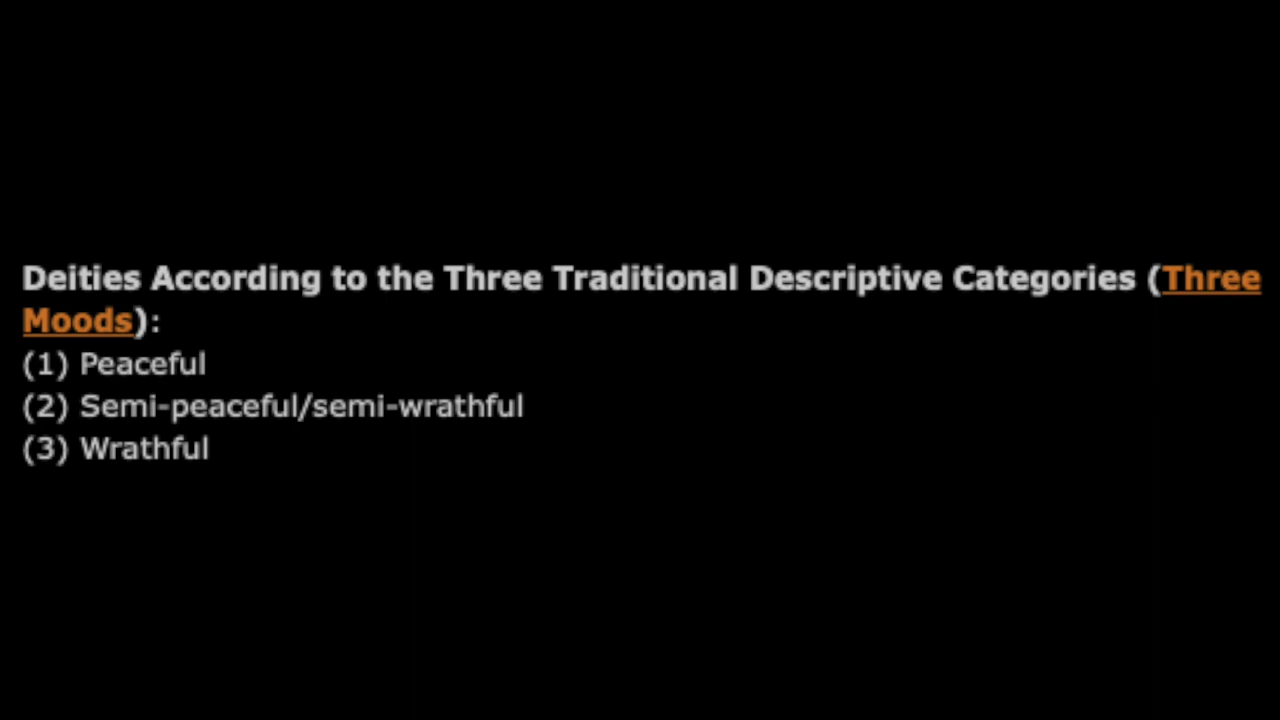 Deities According to the Three Traditional Descriptive Categories (Three
Moods):
(1) Peaceful
(2) Semi-peaceful/semi-wrathful
(3) Wrathful